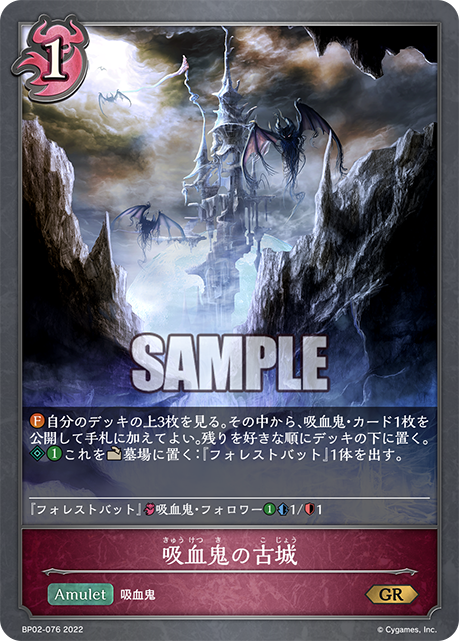 1
SAMPLE
F 自分のデッキの上3枚を見る。その中から、吸血鬼・カード1枚を
公開して手札に加えてよい。残りを好きな順にデッキの下に置く。
1 これを墓場に置く:『フォレストバット』1体を出す。
『フォレストバット』吸血鬼・フォロワー 1 1/1
きゅうけつき こじょう
吸血鬼の古城
Amulet 吸血鬼
GR
BP02-076 2022
© Cygames, Inc.